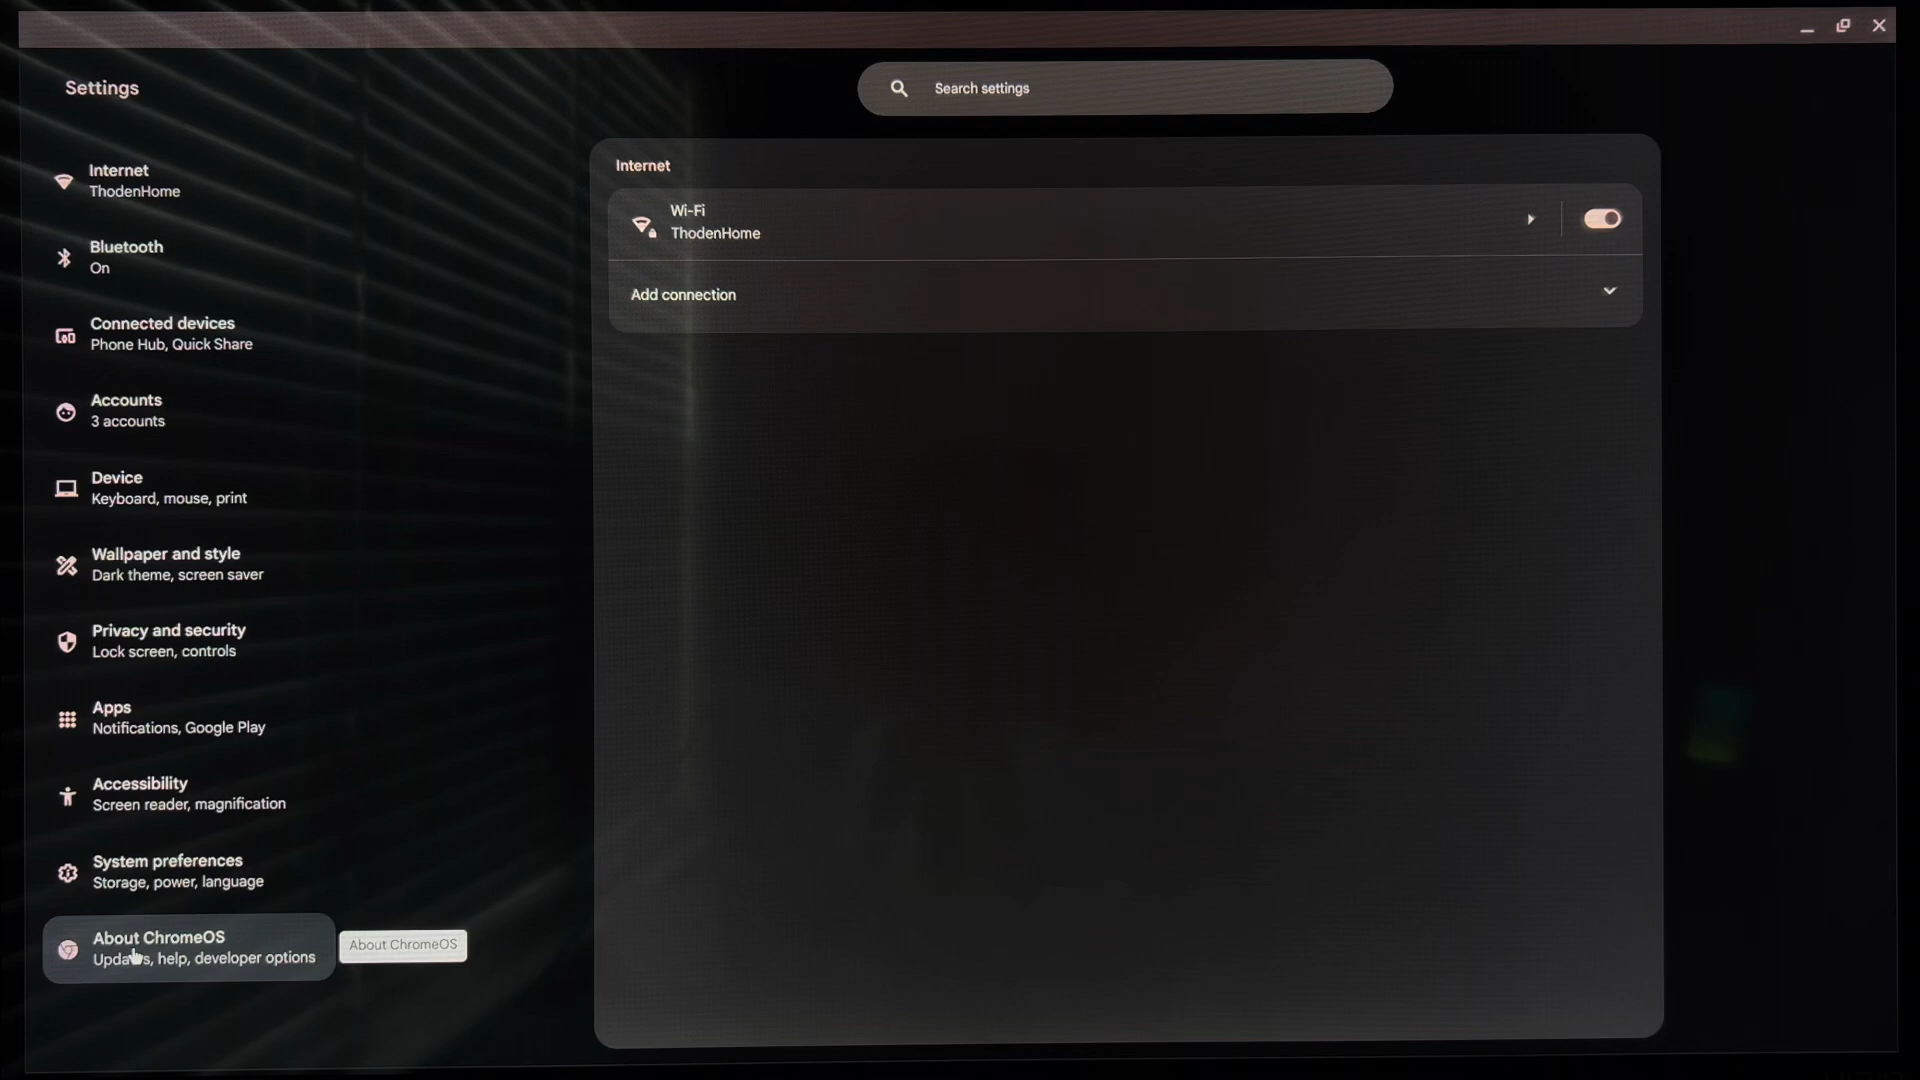 Settings
Search settings
Internet
ThodenHome
Bluetooth
On
Connected devices
Phone Hub, Quick Share
Accounts
3 accounts
Device
Keyboard, mouse, print
Wallpaper and style
Dark theme, screen saver
Privacy and security
Lock screen, controls
Apps
Notifications, Google Play
Accessibility
Screen reader, magnification
System preferences
Storage, power, language
About ChromeOS
Updates, help, developer options
About ChromeOS
Internet
Wi-Fi
ThodenHome
Add connection